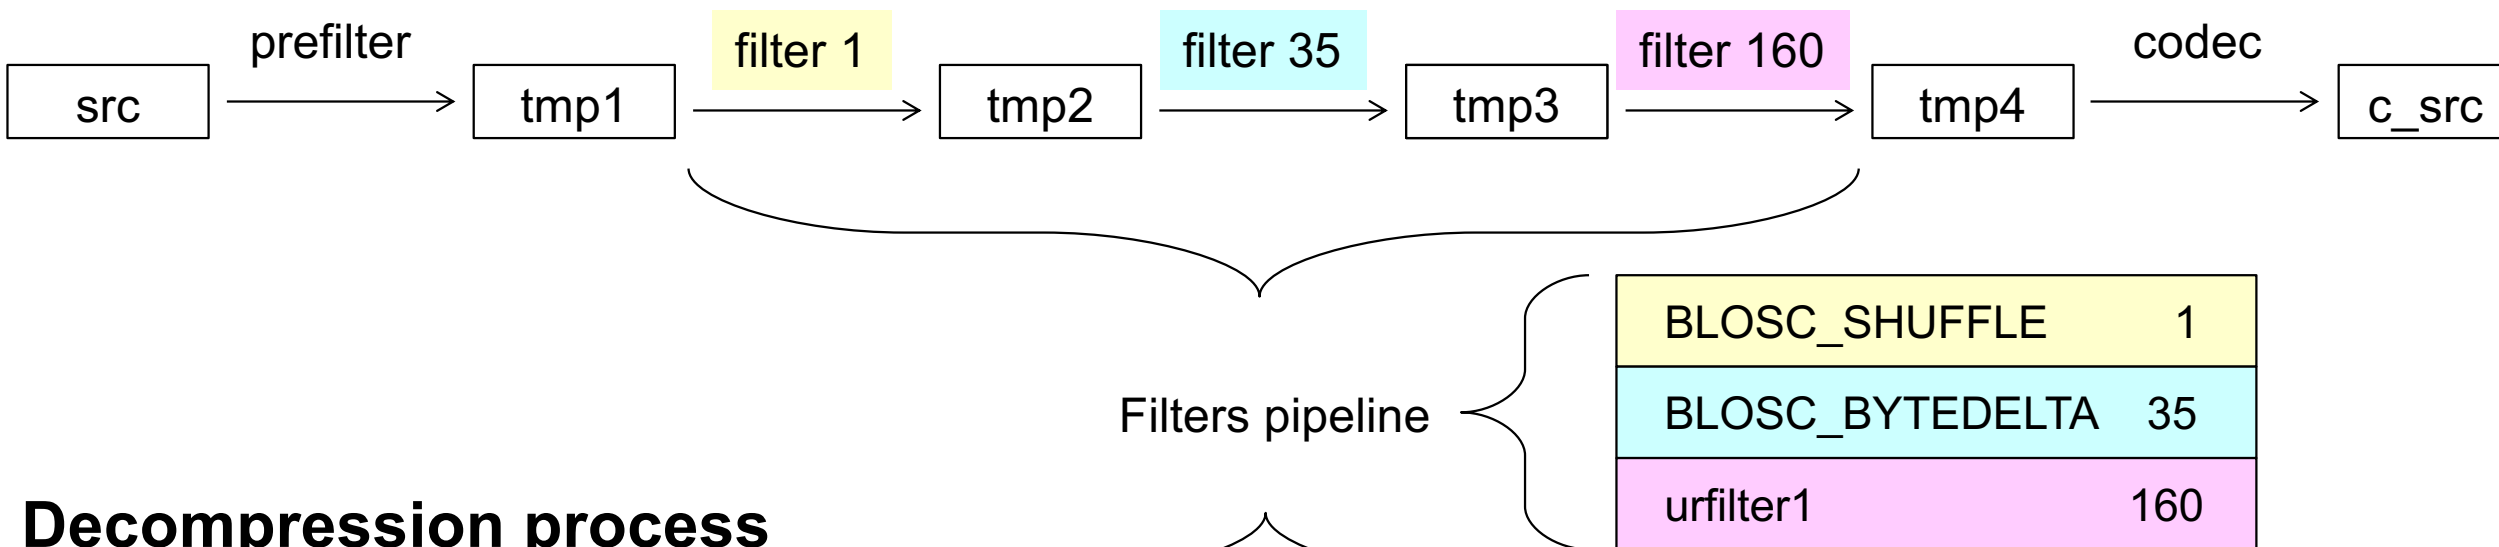 prefilter
filter 1
filter 35
filter 160
codec
src
tmp1
tmp2
tmp3
tmp4
c_src
BLOSC_SHUFFLE 1
BLOSC_BYTEDELTA 35
Filters pipeline
urfilter1 160
Decompression process